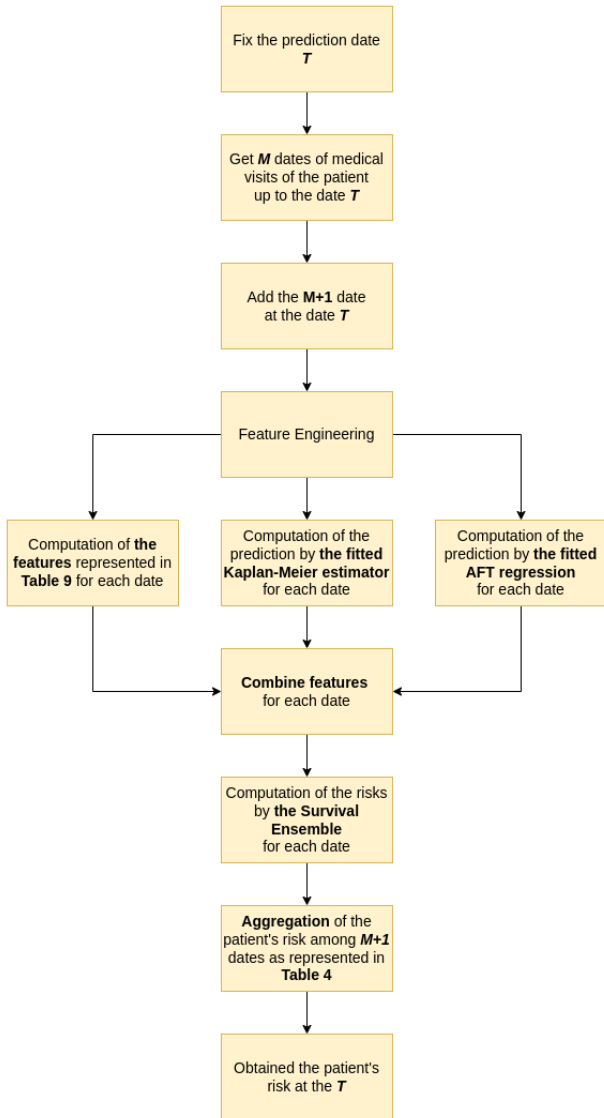 Fix the prediction date
T
Get M dates of medical
visits of the patient
up to the date T
Add the M+1 date
at the date T
Feature Engineering
Computation of the
features represented in
Table 9 for each date
Computation of the
prediction by the fitted
Kaplan-Meier estimator
for each date
Computation of the
prediction by the fitted
AFT regression
for each date
Combine features
for each date
Computation of the risks
by the Survival
Ensemble
for each date
Aggregation of the
patient's risk among M+1
dates as represented in
Table 4
Obtained the patient's
risk at the T